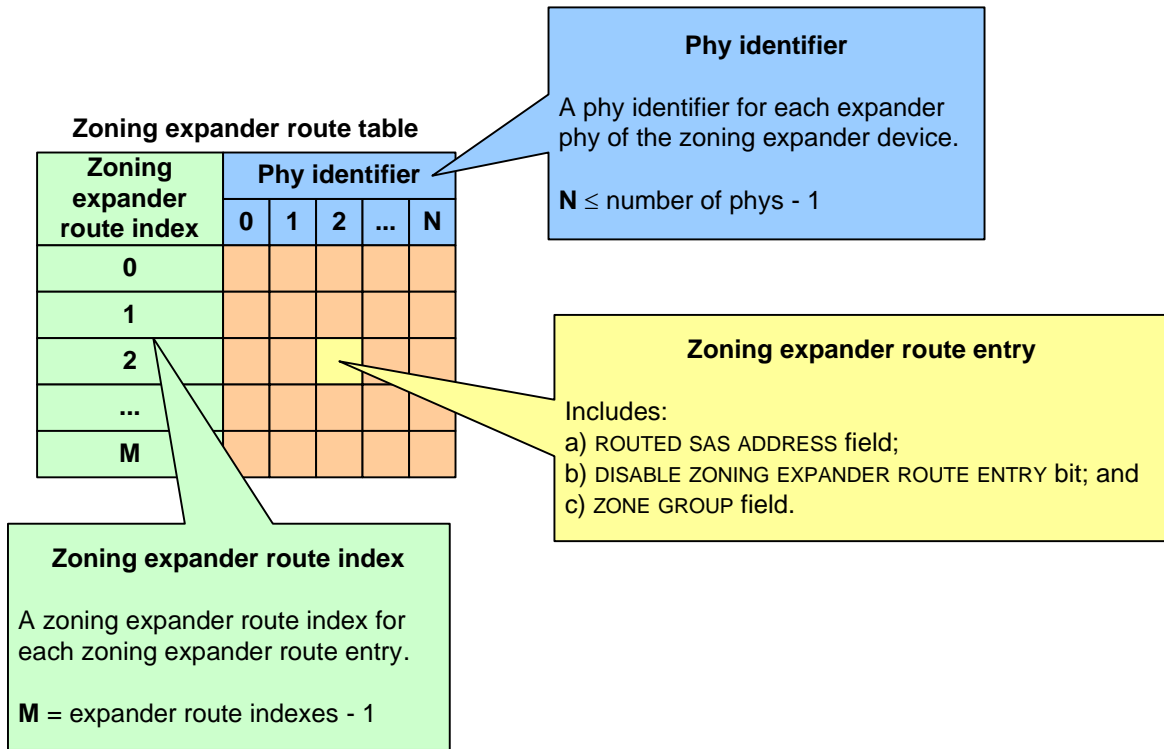 Phy identifier
A phy identifier for each expander
phy of the zoning expander device.
N ≤ number of phys - 1
Zoning expander route table
Zoning
expander
route index
Phy identifier
0 1 2 ... N
0
1
2
...
M
Zoning expander route entry
Includes:
a) ROUTED SAS ADDRESS field;
b) DISABLE ZONING EXPANDER ROUTE ENTRY bit; and
c) ZONE GROUP field.
Zoning expander route index
A zoning expander route index for
each zoning expander route entry.
M = expander route indexes - 1